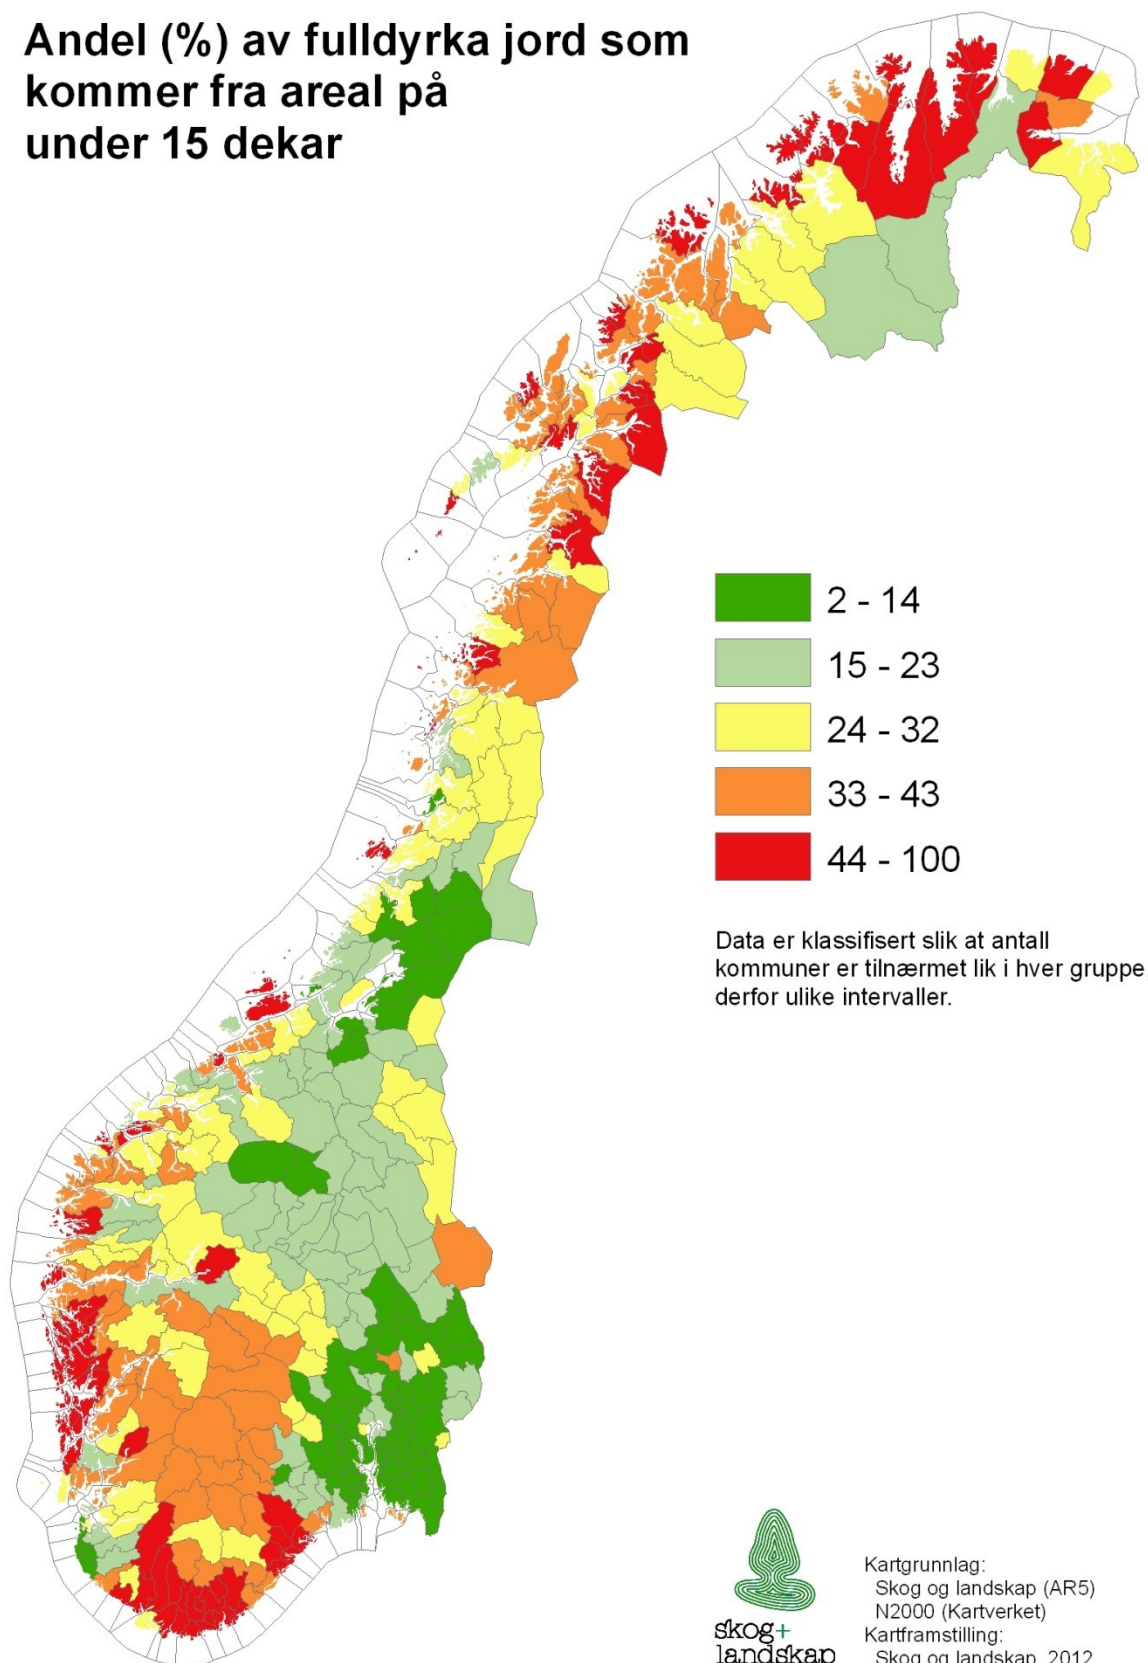 Andel (%) av fulldyrka jord som
kommer fra areal på
under 15 dekar
2 - 14
15 - 23
24 - 32
33 - 43
44 - 100
Data er klassifisert slik at antall
kommuner er tilnærmet lik i hver gruppe
derfor ulike intervaller.
skog+
landskap
Kartgrunnlag:
Skog og landskap (AR5)
N2000 (Kartverket)
Kartframstilling:
Skog og landskap, 2012